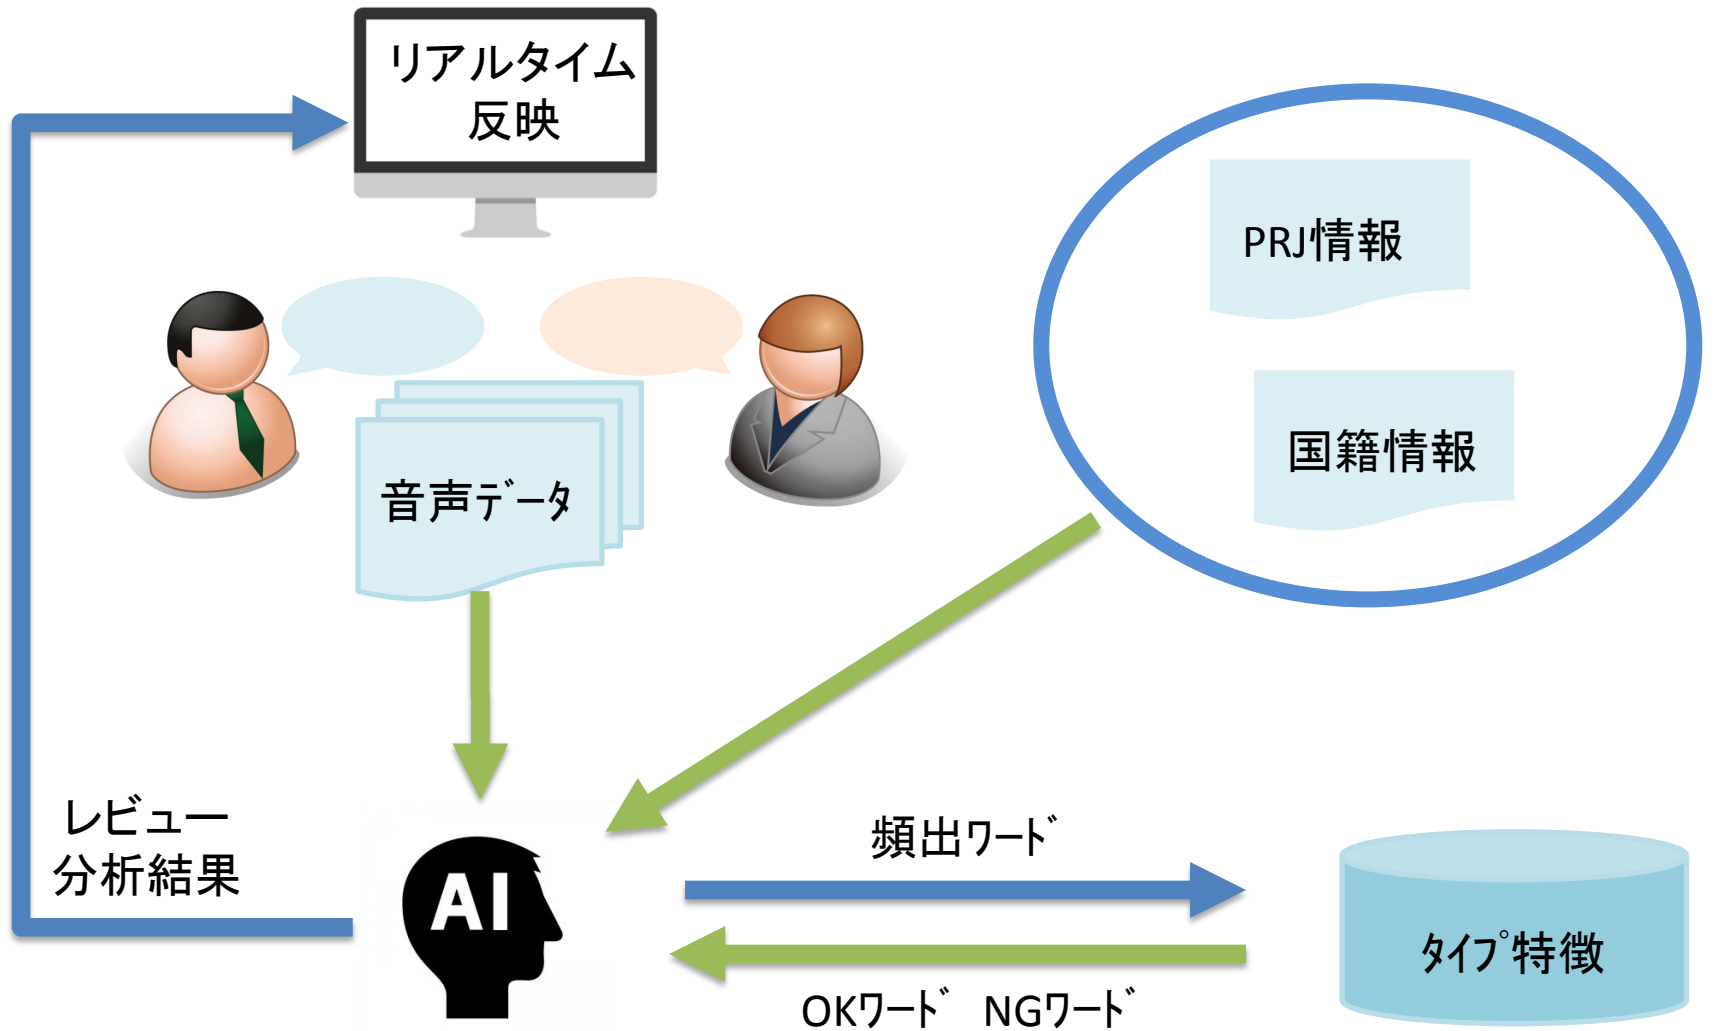 リアルタイム
反映
PRJ情報
国籍情報
音声ﾃﾞｰﾀ
レビュー
分析結果
AI
頻出ﾜｰﾄﾞ
OKﾜｰﾄﾞ NGﾜｰﾄﾞ
ﾀｲﾌﾟ特徴